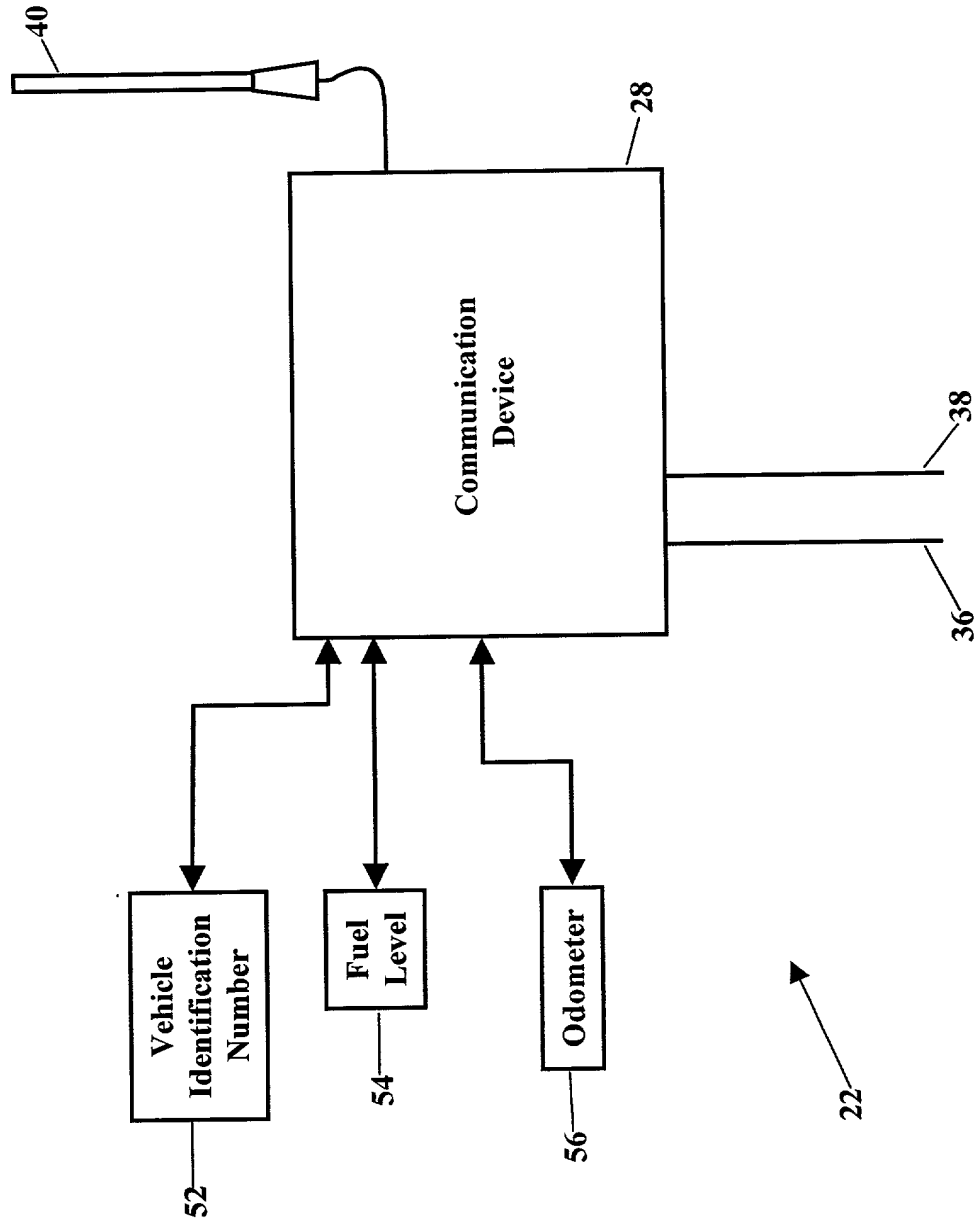 40
28
Communication
Device
38
36
Vehicle
Identification
Number
52
Fuel
Level
54
Odometer
56
22